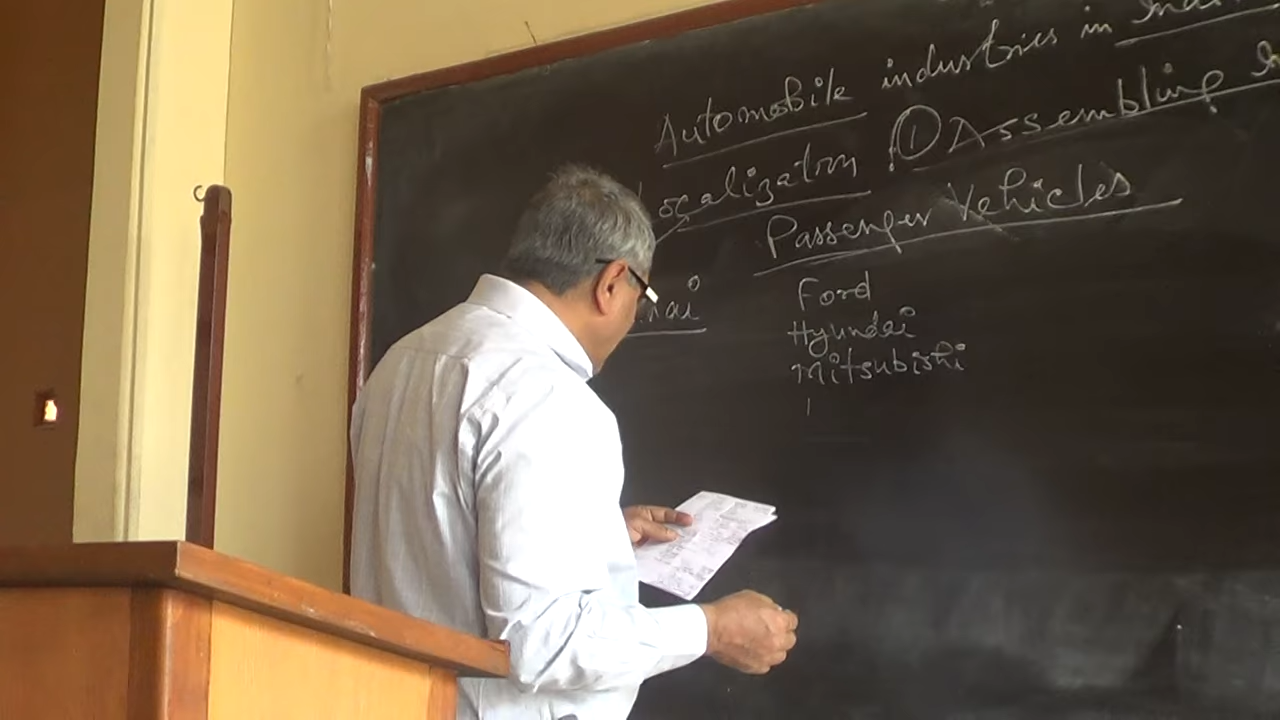 Automobile industries in
Localization ① Assembling
Passenger Vehicles
Ford
Hyundai
Mitsubishi